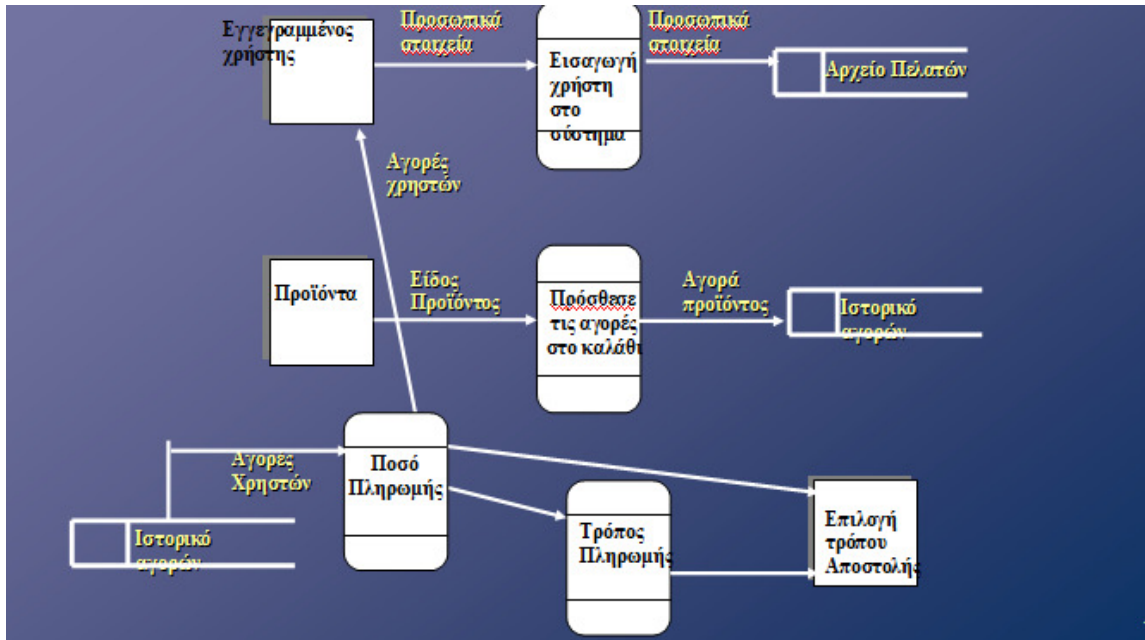 Εγγεγραμμένος
χρήστης
Προσωπικά
στοιχεία
Εισαγωγή
χρήστη
στο
σύστημα
Προσωπικά
στοιχεία
Αρχείο Πελατών
Αγορές
χρηστών
Προϊόντα
Είδος
Προϊόντος
Πρόσθεσε
τις αγορές
στο καλάθι
Αγορά
προϊόντος
Ιστορικό
αγορών
Ιστορικό
αγορών
Αγορές
Χρηστών
Ποσό
Πληρωμής
Τρόπος
Πληρωμής
Επιλογή
τρόπου
Αποστολής